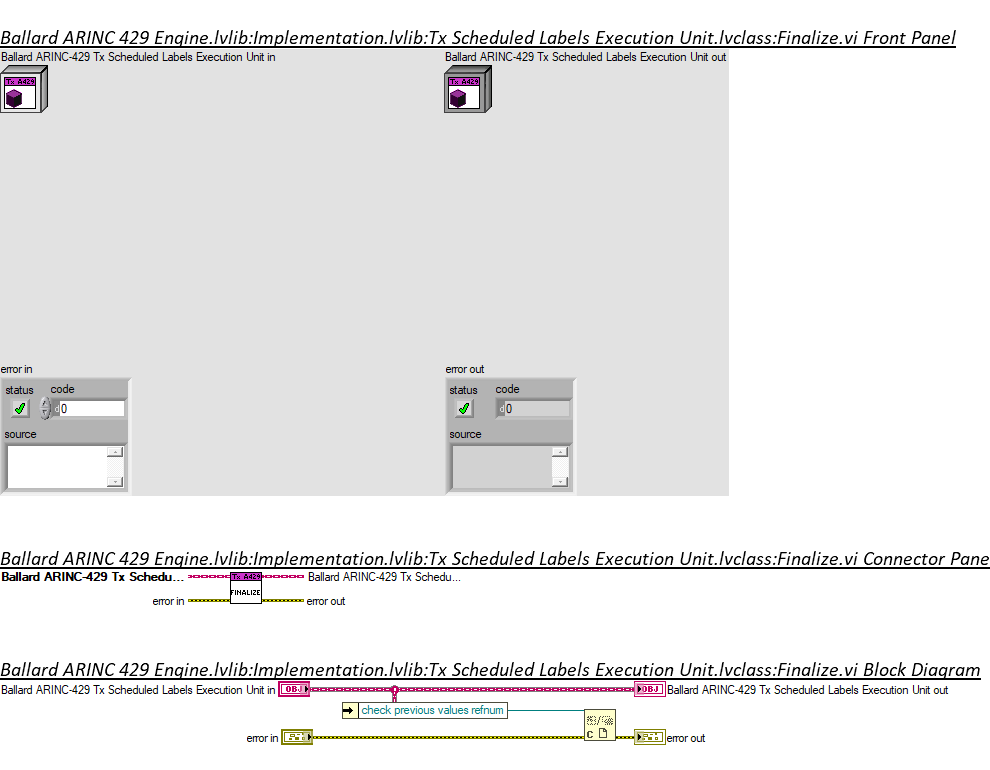 Ballard ARINC 429 Engine.lvlib:Implementation.lvlib:Tx Scheduled Labels Execution Unit.lvclass:Finalize.vi Front Panel
Ballard ARINC-429 Tx Scheduled Labels Execution Unit in
Ballard ARINC-429 Tx Scheduled Labels Execution Unit out
Tx A429
Tx A429
error in
error out
status code
status code
d 0
d 0
source
source
Ballard ARINC 429 Engine.lvlib:Implementation.lvlib:Tx Scheduled Labels Execution Unit.lvclass:Finalize.vi Connector Pane
Ballard ARINC-429 Tx Schedu...
Tx A429
Ballard ARINC-429 Tx Schedu...
FINALIZE
error in
error out
Ballard ARINC 429 Engine.lvlib:Implementation.lvlib:Tx Scheduled Labels Execution Unit.lvclass:Finalize.vi Block Diagram
Ballard ARINC-429 Tx Scheduled Labels Execution Unit in
OBJ
OBJ
Ballard ARINC-429 Tx Scheduled Labels Execution Unit out
check previous values refnum
C
error in
error out